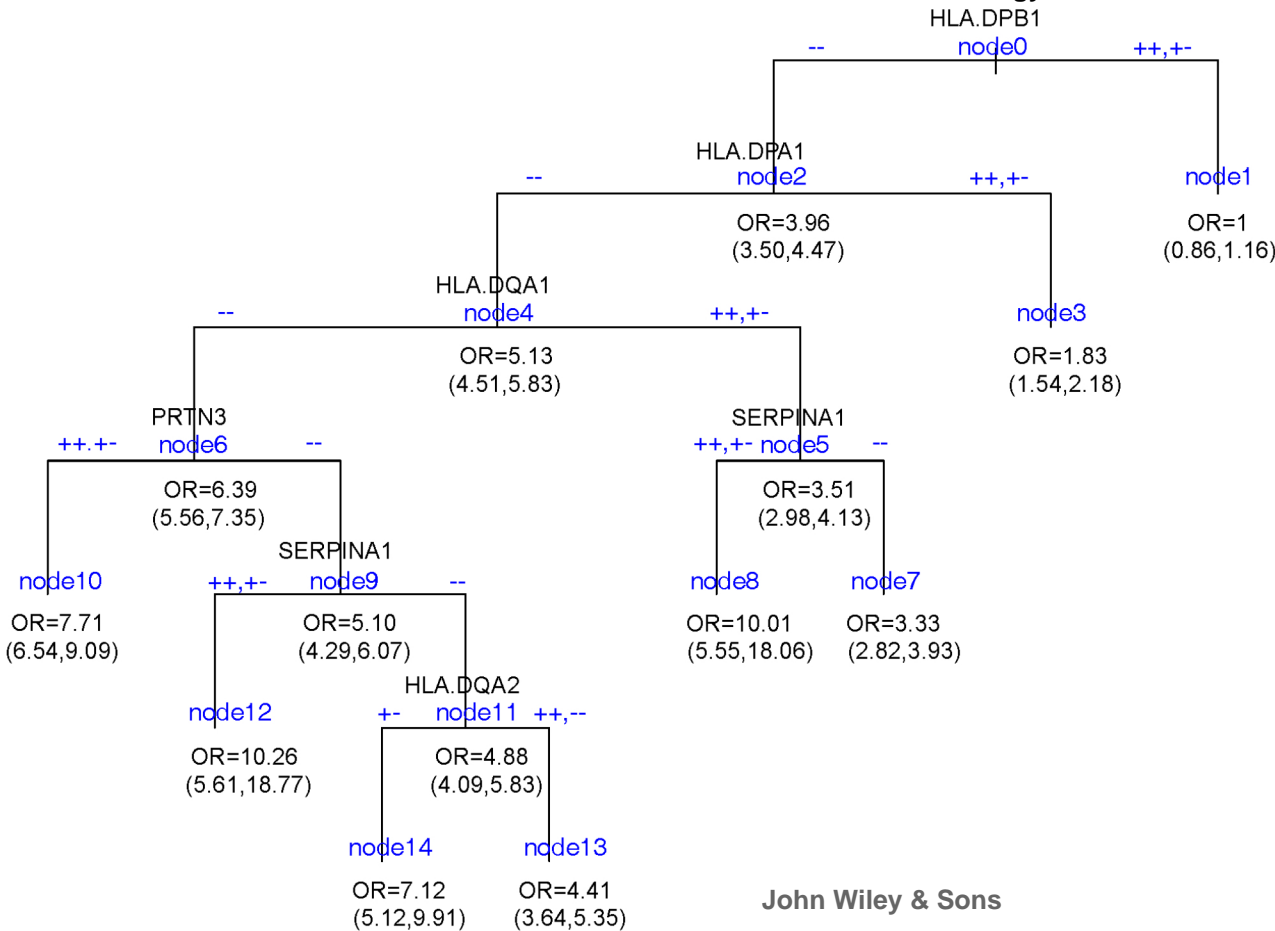 HLA.DPB1
-- node0 ++,+-
HLA.DPA1
-- node2 ++,+- node1
OR=3.96 OR=1
(3.50,4.47) (0.86,1.16)
HLA.DQA1
-- node4 ++,+- node3
OR=5.13 OR=1.83
(4.51,5.83) (1.54,2.18)
PRTN3 SERPINA1
++.+- node6 -- ++,+- node5 --
OR=6.39 OR=3.51
(5.56,7.35) (2.98,4.13)
SERPINA1
node10 ++,+- node9 -- node8 node7
OR=7.71 OR=5.10 OR=10.01 OR=3.33
(6.54,9.09) (4.29,6.07) (5.55,18.06) (2.82,3.93)
HLA.DQA2
node12 +- node11 ++,--
OR=10.26 OR=4.88
(5.61,18.77) (4.09,5.83)
node14 node13
OR=7.12 OR=4.41
(5.12,9.91) (3.64,5.35)
John Wiley & Sons